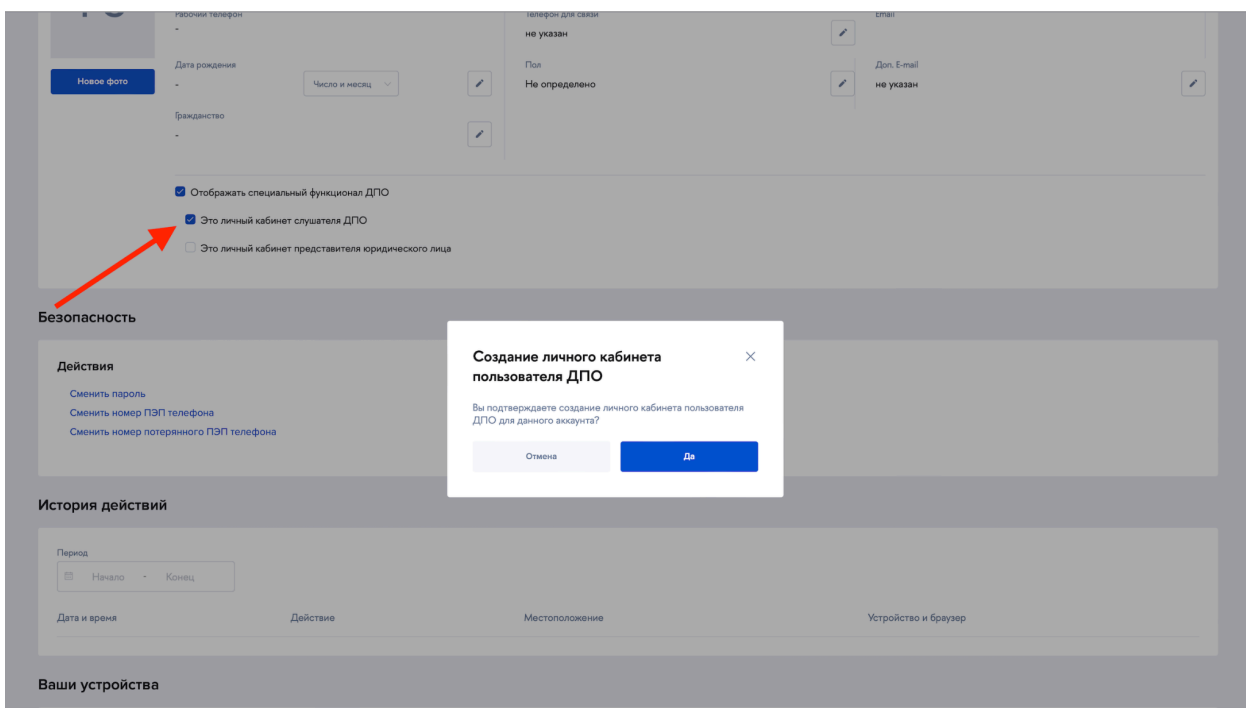 Рабочий телефон
Телефон для связи
Email
-
не указан
Новое фото
Дата рождения
-
Число и месяц
Пол
Не определено
Доп. E-mail
не указан
Гражданство
-
Отображать специальный функционал ДПО
Это личный кабинет слушателя ДПО
Это личный кабинет представителя юридического лица
Безопасность
Действия
Сменить пароль
Сменить номер ПЭП телефона
Сменить номер потерянного ПЭП телефона
Создание личного кабинета
пользователя ДПО
Вы подтверждаете создание личного кабинета пользователя
ДПО для данного аккаунта?
Отмена
Да
История действий
Период
Начало - Конец
Дата и время
Действие
Местоположение
Устройство и браузер
Ваши устройства